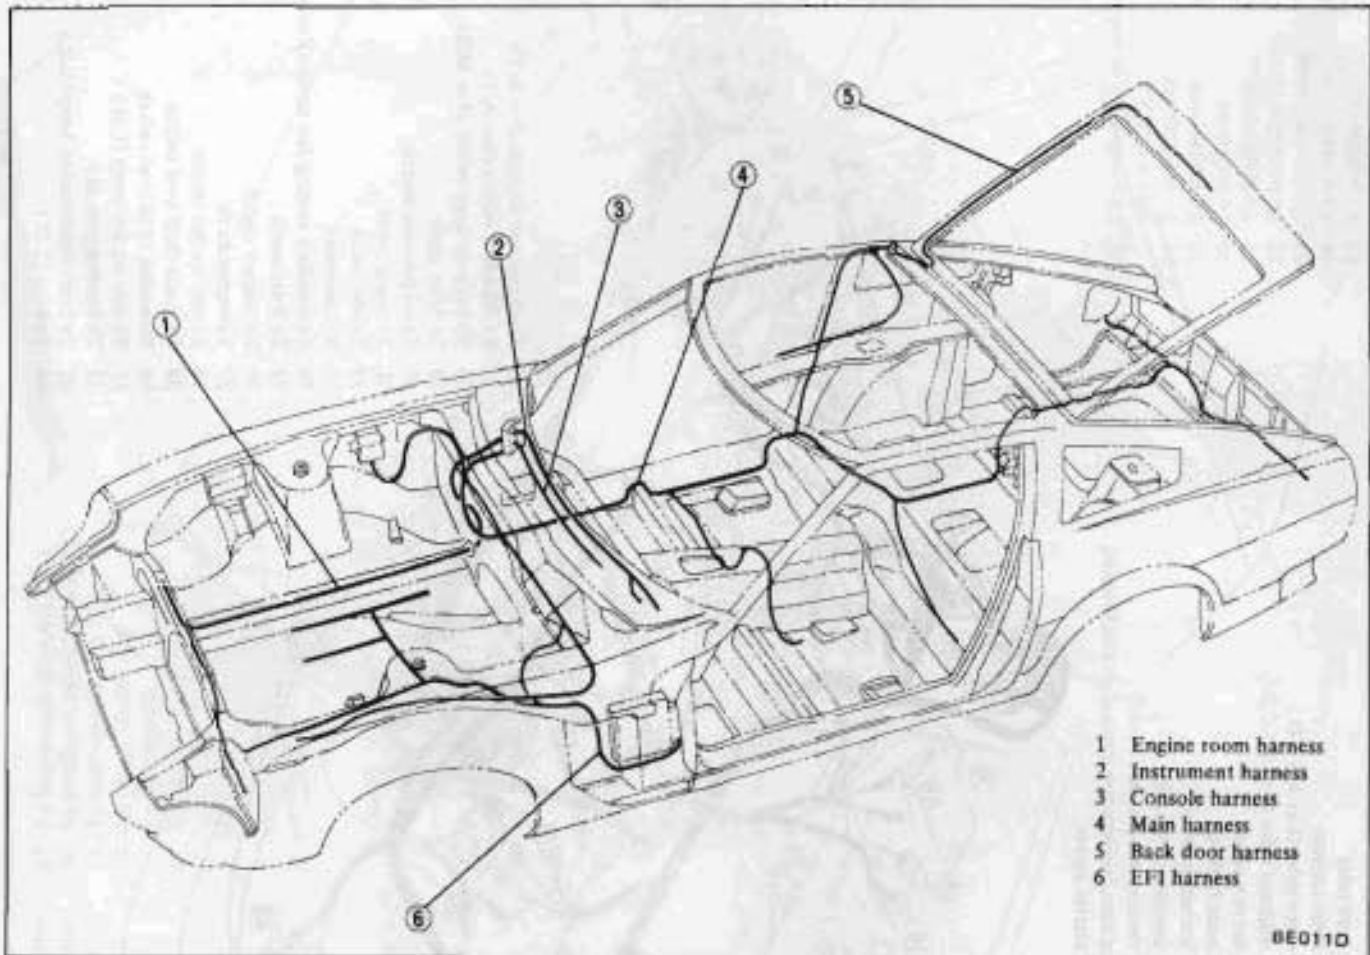 5
4
3
2
1
6
1 Engine room harness
2 Instrument harness
3 Console harness
4 Main harness
5 Back door harness
6 EFI harness
BE011D